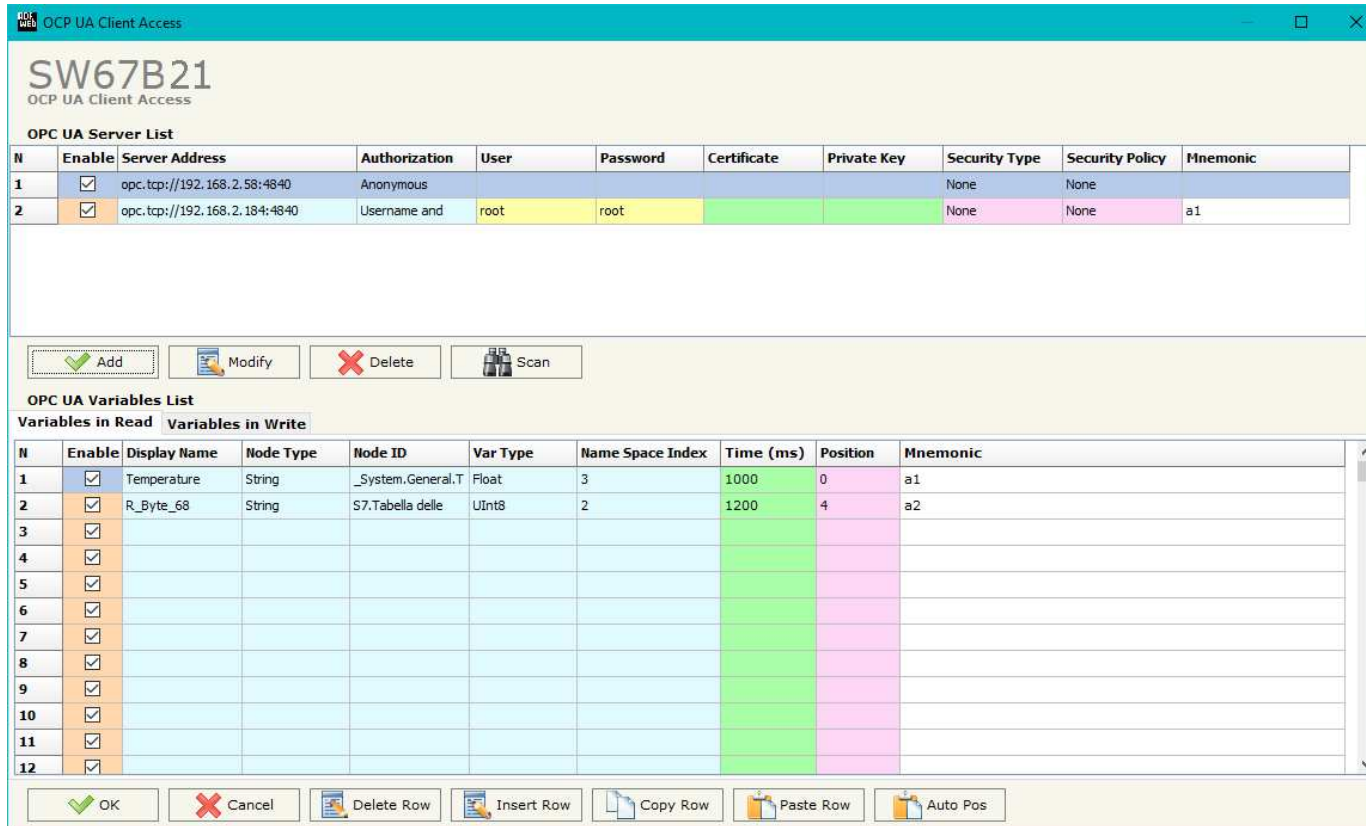 ADF WEB OCP UA Client Access
SW67B21
OCP UA Client Access
OPC UA Server List
N Enable Server Address Authorization User Password Certificate Private Key Security Type Security Policy Mnemonic
1 opc.tcp://192.168.2.58:4840 Anonymous None None
2 opc.tcp://192.168.2.184:4840 Username and root root None None a1
Add Modify Delete Scan
OPC UA Variables List
Variables in Read Variables in Write
N Enable Display Name Node Type Node ID Var Type Name Space Index Time (ms) Position Mnemonic
1 Temperature String _System.General.T Float 3 1000 0 a1
2 R_Byte_68 String S7.Tabella delle UInt8 2 1200 4 a2
3
4
5
6
7
8
9
10
11
12
OK Cancel Delete Row Insert Row Copy Row Paste Row Auto Pos